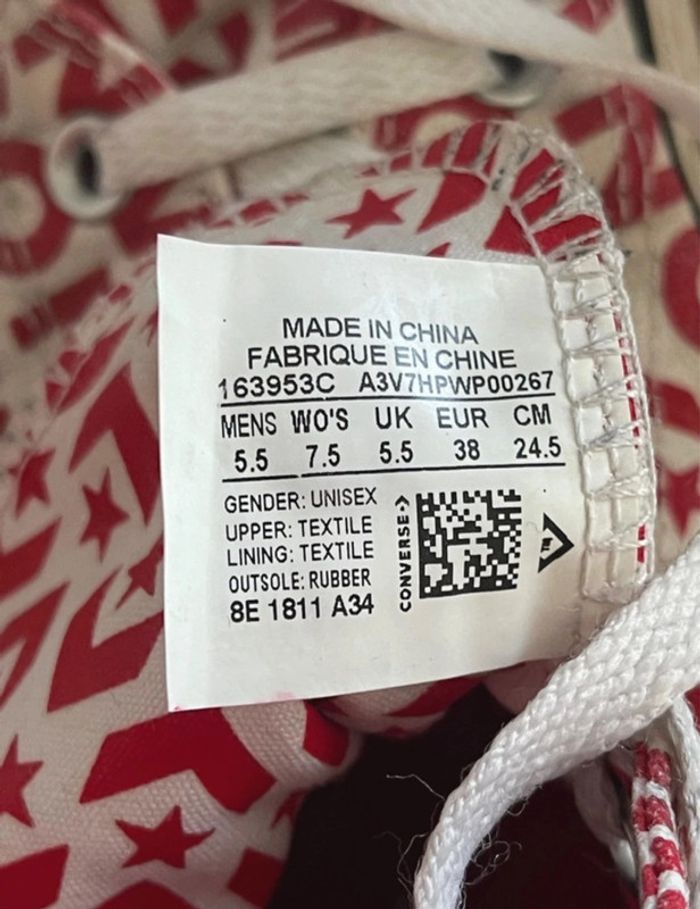 MADE IN CHINA
FABRIQUE EN CHINE
163953C A3V7HPWP00267
MENS WO'S UK EUR CM
5.5 7.5 5.5 38 24.5
GENDER: UNISEX
UPPER: TEXTILE
LINING: TEXTILE
OUTSOLE: RUBBER
8E 1811 A34
CONVERSE